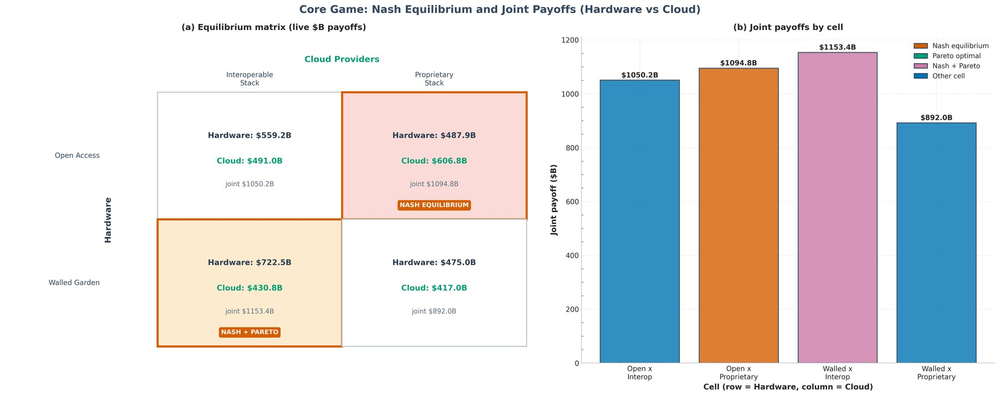 Core Game: Nash Equilibrium and Joint Payoffs (Hardware vs Cloud)
(a) Equilibrium matrix (live $B payoffs)
Cloud Providers
Interoperable
Stack
Proprietary
Stack
Hardware
Open Access
Hardware: $559.2B
Cloud: $491.0B
joint $1050.2B
Hardware: $487.9B
Cloud: $606.8B
joint $1094.8B
NASH EQUILIBRIUM
Walled Garden
Hardware: $722.5B
Cloud: $430.8B
joint $1153.4B
NASH + PARETO
Hardware: $475.0B
Cloud: $417.0B
joint $892.0B
(b) Joint payoffs by cell
Joint payoff ($B)
1200
1000
800
600
400
200
0
$1050.2B
$1094.8B
$1153.4B
$892.0B
Nash equilibrium
Pareto optimal
Nash + Pareto
Other cell
Open x
Interop
Open x
Proprietary
Walled x
Interop
Walled x
Proprietary
Cell (row = Hardware, column = Cloud)